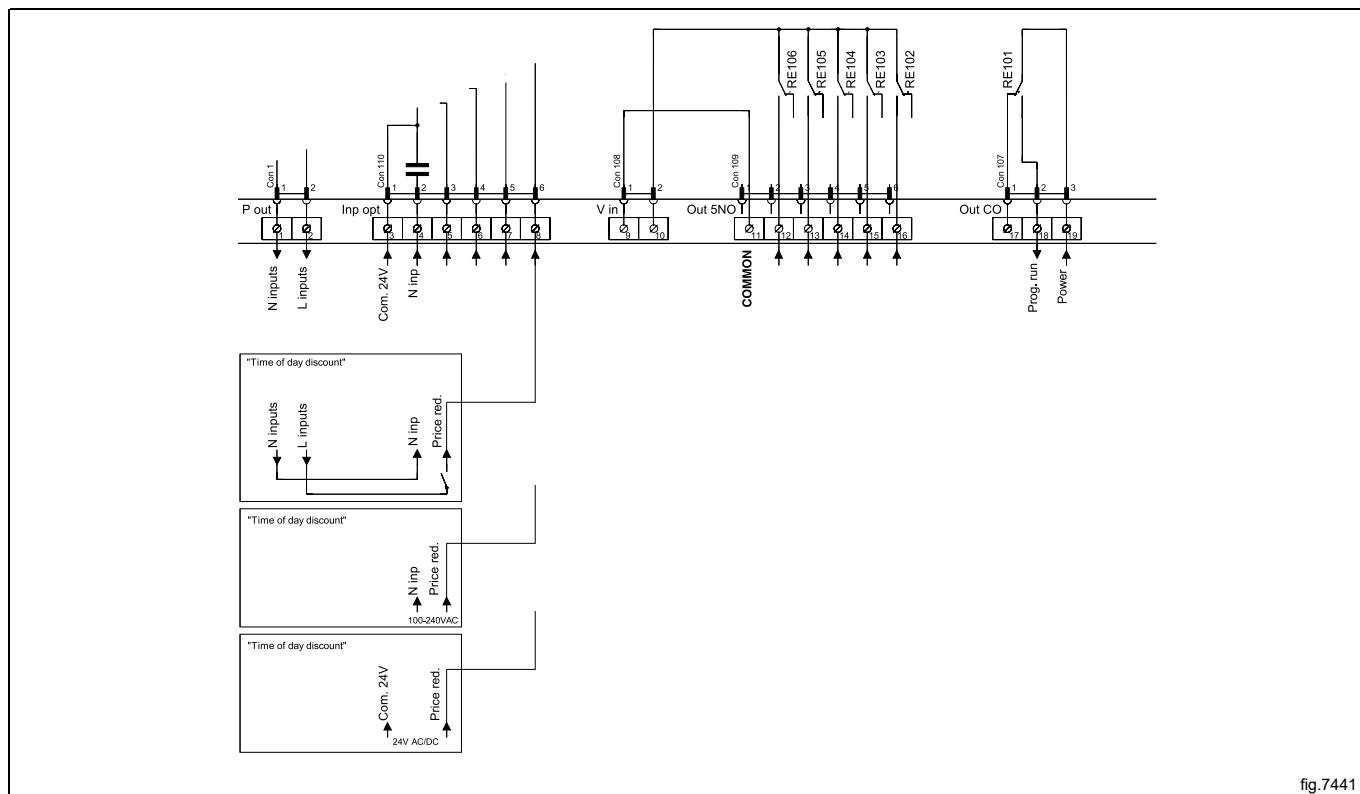 RE106
RE105
RE104
RE103
RE102
RE101
Con 1
Con 110
Con 108
Con 109
Con 107
1 2
1 2 3 4 5 6
1 2
1 2 3 4 5 6
1 2 3
P out
Inp opt
V in
Out 5NO
Out CO
1 2
3 4 5 6 7 8
9 10
11 12 13 14 15 16
17 18 19
N inputs
L inputs
Com. 24V
N inp
COMMON
Prog. run
Power
"Time of day discount"
N inputs
L inputs
N inp
Price red.
"Time of day discount"
N inp
Price red.
100-240VAC
"Time of day discount"
Com. 24V
Price red.
24V AC/DC
fig.7441